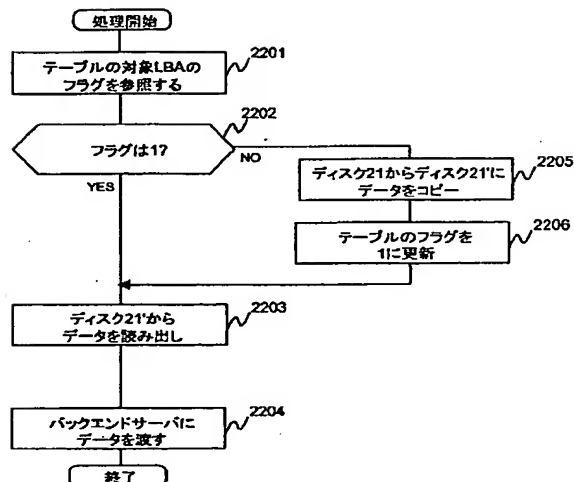 処理開始
2201
テーブルの対象LBAの
フラグを参照する
2202
フラグは1?
NO
YES
2205
ディスク21からディスク21'に
データをコピー
2206
テーブルのフラグを
1に更新
2203
ディスク21'から
データを読み出し
2204
バックエンドサーバに
データを渡す
終了